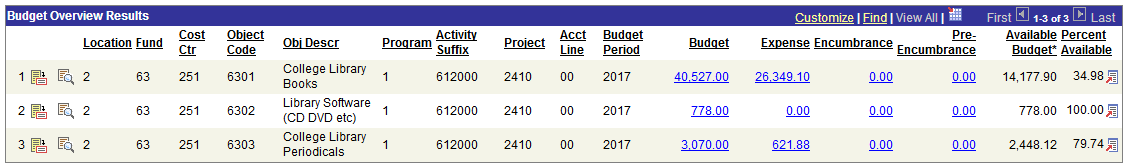 Budget Overview Results Customize | Find | View All | First 1-3 of 3 Last
Location Fund Cost Ctr Object Code Obj Descr Program Activity Suffix Project Acct Line Budget Period Budget Expense Encumbrance Pre-Encumbrance Available Budget* Percent Available
1 2 63 251 6301 College Library Books 1 612000 2410 00 2017 40,527.00 26,349.10 0.00 0.00 14,177.90 34.98
2 2 63 251 6302 Library Software (CD DVD etc) 1 612000 2410 00 2017 778.00 0.00 0.00 0.00 778.00 100.00
3 2 63 251 6303 College Library Periodicals 1 612000 2410 00 2017 3,070.00 621.88 0.00 0.00 2,448.12 79.74